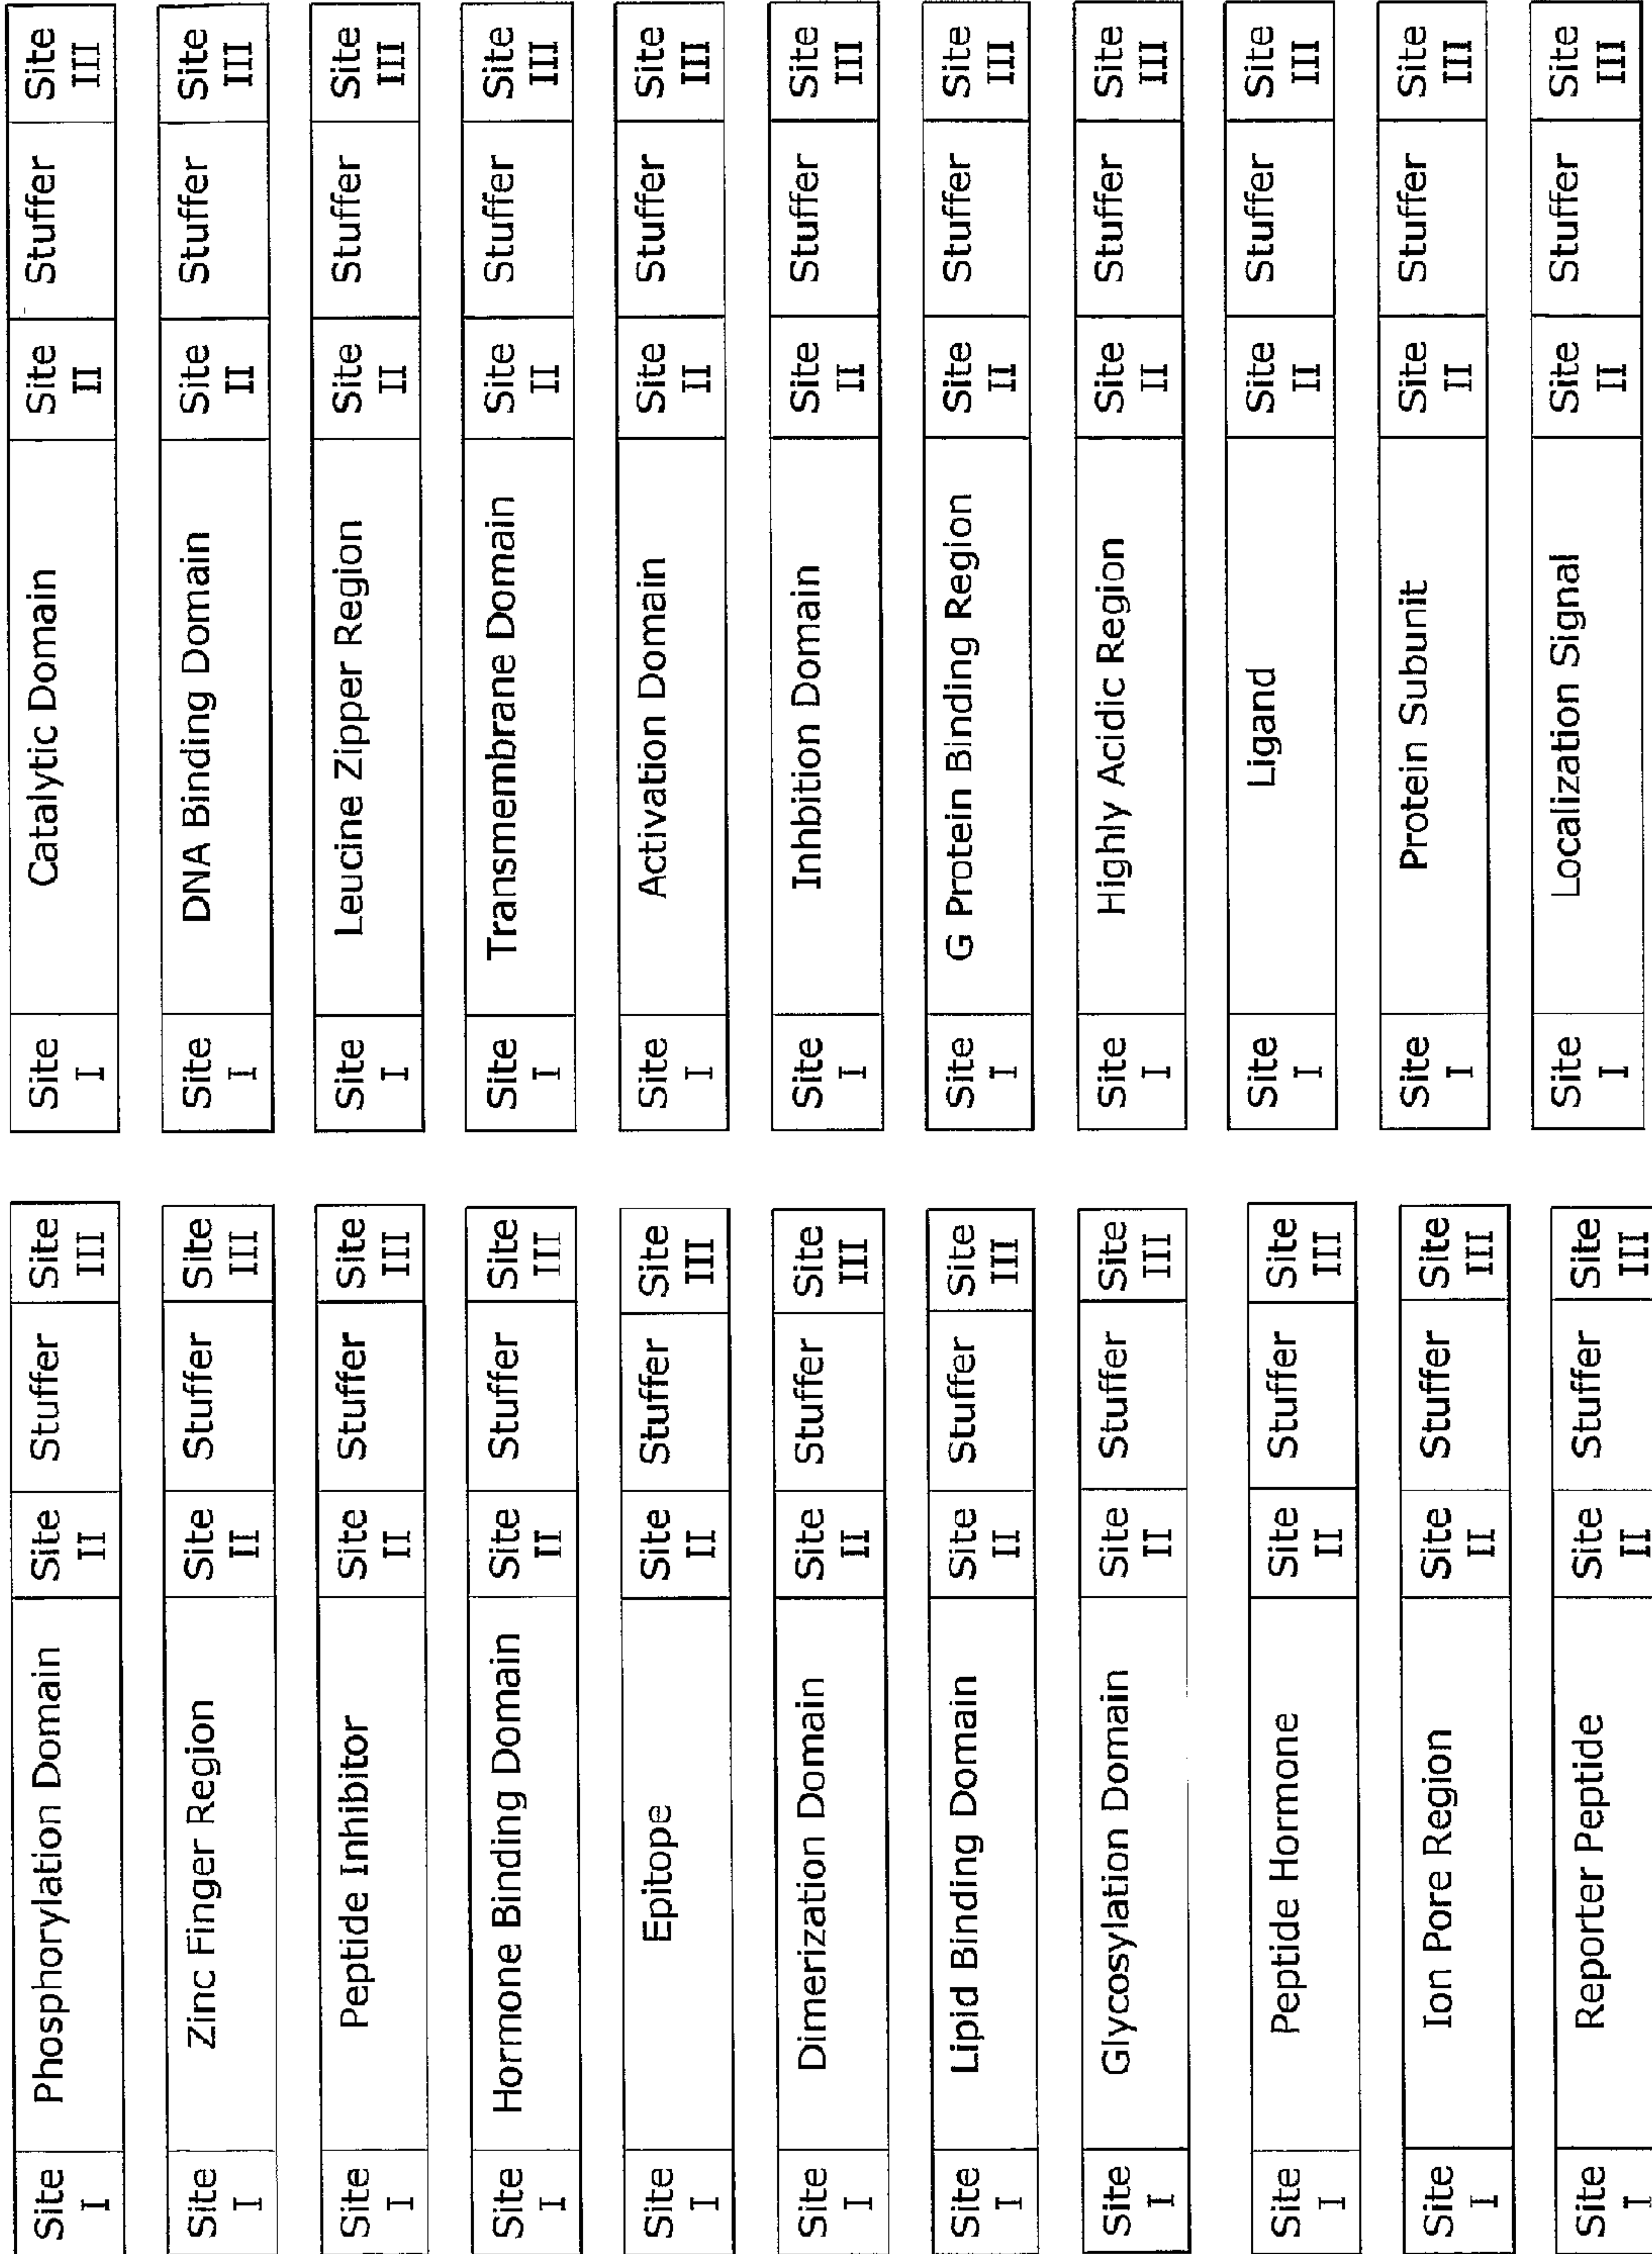 Site Phosphorylation Domain Site Stuffer Site
I II III
Site Zinc Finger Region Site Stuffer Site
I II III
Site Peptide Inhibitor Site Stuffer Site
I II III
Site Hormone Binding Domain Site Stuffer Site
I II III
Site Epitope Site Stuffer Site
I II III
Site Dimerization Domain Site Stuffer Site
I II III
Site Lipid Binding Domain Site Stuffer Site
I II III
Site Glycosylation Domain Site Stuffer Site
I II III
Site Peptide Hormone Site Stuffer Site
I II III
Site Ion Pore Region Site Stuffer Site
I II III
Site Reporter Peptide Site Stuffer Site
I II III
Site Catalytic Domain Site Stuffer Site
I II III
Site DNA Binding Domain Site Stuffer Site
I II III
Site Leucine Zipper Region Site Stuffer Site
I II III
Site Transmembrane Domain Site Stuffer Site
I II III
Site Activation Domain Site Stuffer Site
I II III
Site Inhbition Domain Site Stuffer Site
I II III
Site G Protein Binding Region Site Stuffer Site
I II III
Site Highly Acidic Region Site Stuffer Site
I II III
Site Ligand Site Stuffer Site
I II III
Site Protein Subunit Site Stuffer Site
I II III
Site Localization Signal Site Stuffer Site
I II III